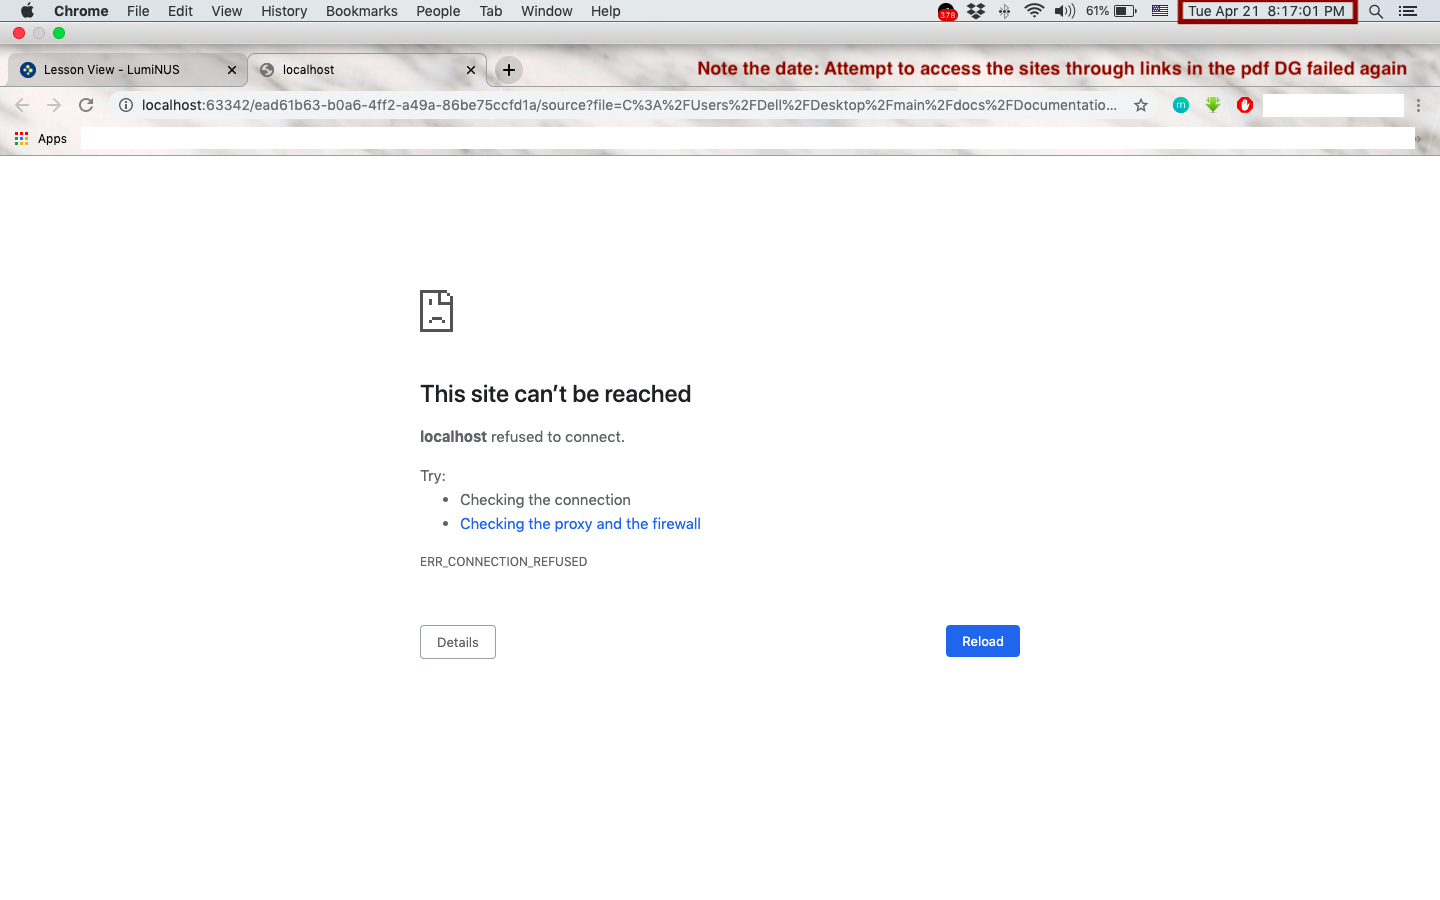 Chrome File Edit View History Bookmarks People Tab Window Help 378 61% Tue Apr 21 8:17:01 PM
Lesson View - LumiNUS localhost Note the date: Attempt to access the sites through links in the pdf DG failed again
localhost:63342/ead61b63-b0a6-4ff2-a49a-86be75ccfd1a/source?file=C%3A%2FUsers%2FDell%2FDesktop%2Fmain%2Fdocs%2FDocumentatio... m
Apps
This site can't be reached
localhost refused to connect.
Try:
• Checking the connection
• Checking the proxy and the firewall
ERR_CONNECTION_REFUSED
Details Reload